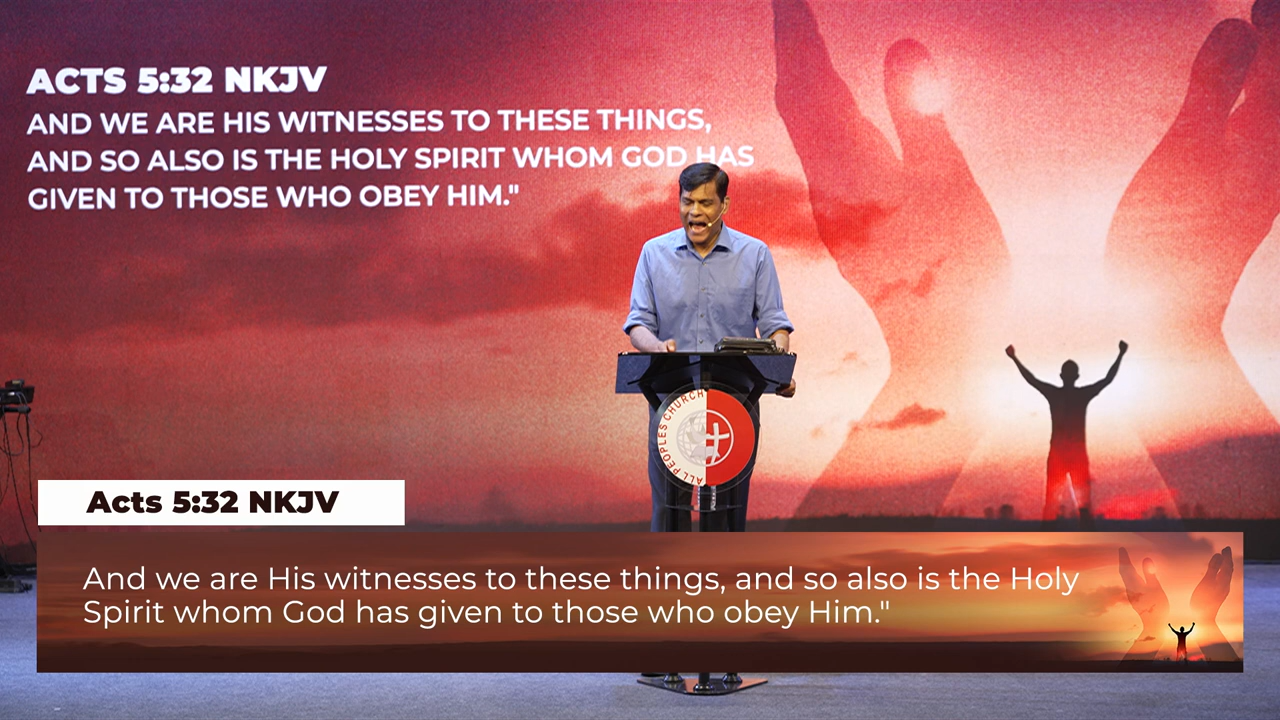 ACTS 5:32 NKJV
AND WE ARE HIS WITNESSES TO THESE THINGS,
AND SO ALSO IS THE HOLY SPIRIT WHOM GOD HAS
GIVEN TO THOSE WHO OBEY HIM."
ALL PEOPLES CHURCH
Acts 5:32 NKJV
And we are His witnesses to these things, and so also is the Holy
Spirit whom God has given to those who obey Him."